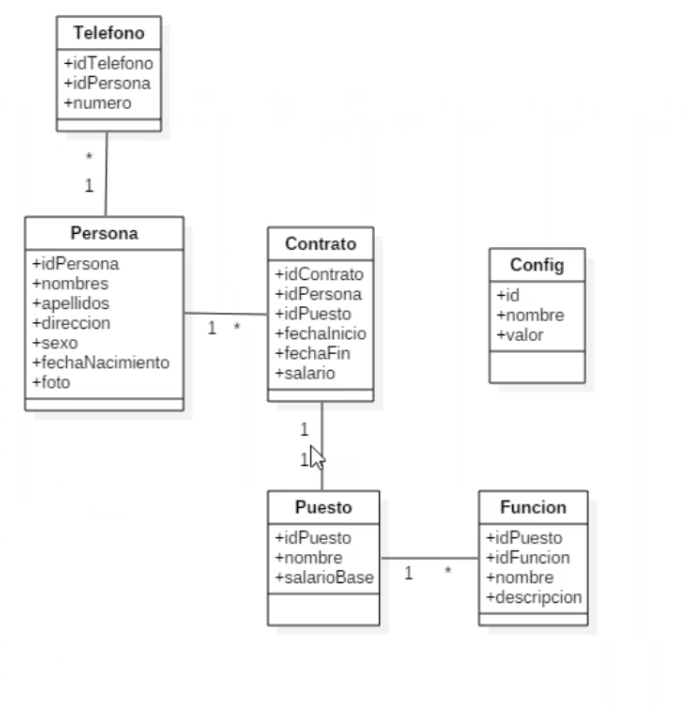 Telefono
+idTelefono
+idPersona
+numero
*
1
Persona
+idPersona
+nombres
+apellidos
+direccion
+sexo
+fechaNacimiento
+foto
1 *
Contrato
+idContrato
+idPersona
+idPuesto
+fechaInicio
+fechaFin
+salario
Config
+id
+nombre
+valor
1
1
Puesto
+idPuesto
+nombre
+salarioBase
1 *
Funcion
+idPuesto
+idFuncion
+nombre
+descripcion